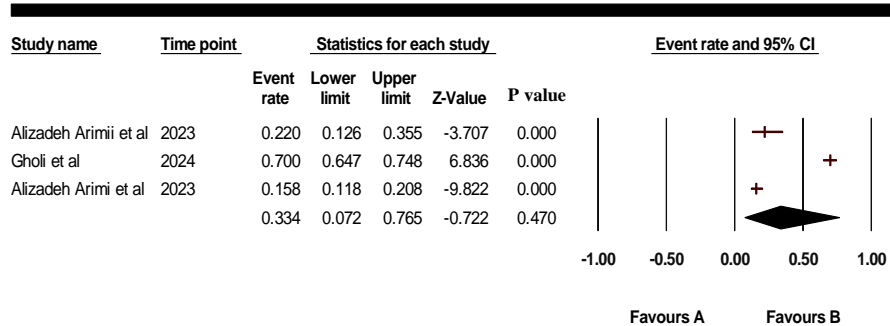 Study name Time point Statistics for each study Event rate and 95% CI
Event Lower Upper
rate limit limit Z-Value P value
Alizadeh Arimii et al 2023 0.220 0.126 0.355 -3.707 0.000
Gholi et al 2024 0.700 0.647 0.748 6.836 0.000
Alizadeh Arimi et al 2023 0.158 0.118 0.208 -9.822 0.000
0.334 0.072 0.765 -0.722 0.470
-1.00 -0.50 0.00 0.50 1.00
Favours A Favours B